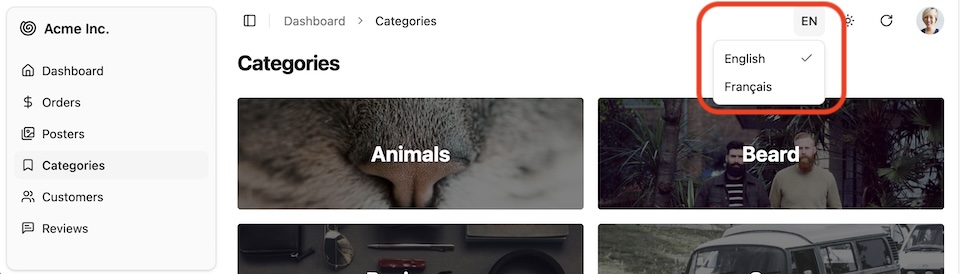 Acme Inc.
Dashboard
Orders
Posters
Categories
Customers
Reviews
Dashboard > Categories
EN
English
Français
Categories
Animals
Beard